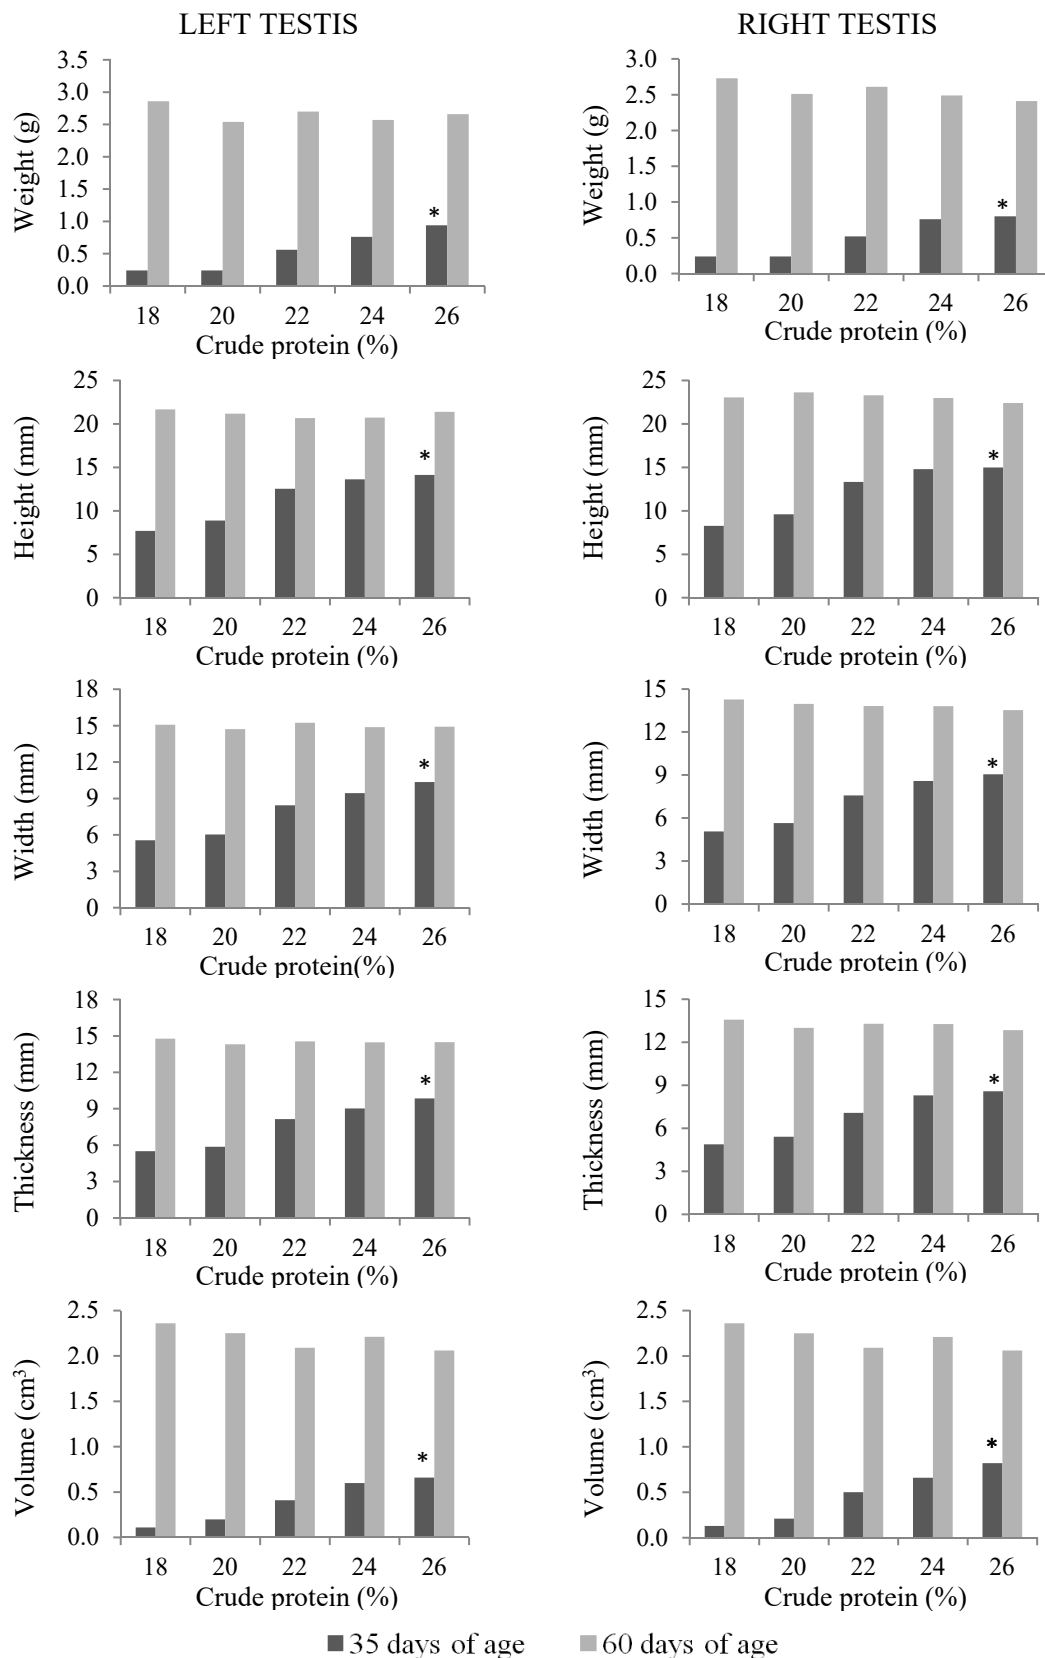 LEFT TESTIS
RIGHT TESTIS
Weight (g)
3.5
3.0
2.5
2.0
1.5
1.0
0.5
0.0
*
18 20 22 24 26
Crude protein (%)
Weight (g)
3.0
2.5
2.0
1.5
1.0
0.5
0.0
*
18 20 22 24 26
Crude protein (%)
Height (mm)
25
20
15
10
5
0
*
18 20 22 24 26
Crude protein (%)
Height (mm)
25
20
15
10
5
0
*
18 20 22 24 26
Crude protein (%)
Width (mm)
18
15
12
9
6
3
0
*
18 20 22 24 26
Crude protein(%)
Width (mm)
15
12
9
6
3
0
*
18 20 22 24 26
Crude protein (%)
Thickness (mm)
18
15
12
9
6
3
0
*
18 20 22 24 26
Crude protein (%)
Thickness (mm)
15
12
9
6
3
0
*
18 20 22 24 26
Crude protein (%)
Volume (cm³)
2.5
2.0
1.5
1.0
0.5
0.0
*
18 20 22 24 26
Crude protein (%)
Volume (cm³)
2.5
2.0
1.5
1.0
0.5
0.0
*
18 20 22 24 26
Crude protein (%)
35 days of age 60 days of age